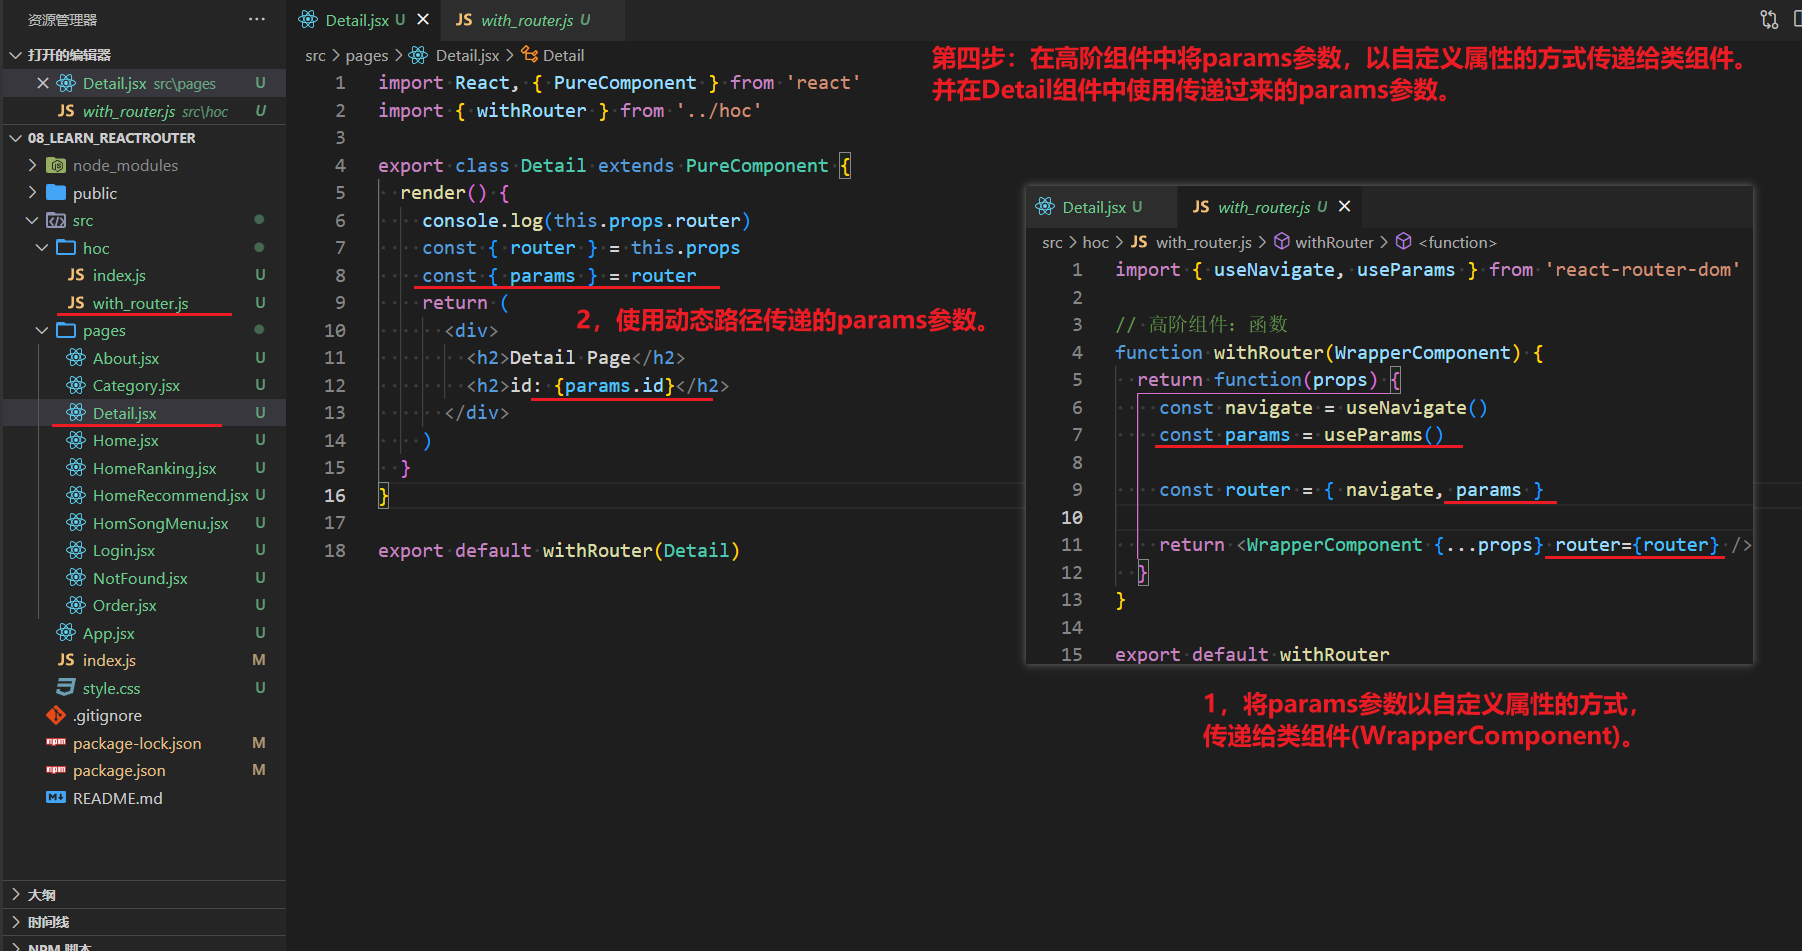 资源管理器 ···
打开的编辑器
Detail.jsx src\pages U
JS with_router.js src\hoc U
08_LEARN_REACTROUTER
node_modules
public
src
hoc
JS index.js U
JS with_router.js U
pages
About.jsx U
Category.jsx U
Detail.jsx U
Home.jsx U
HomeRanking.jsx U
HomeRecommend.jsx U
HomSongMenu.jsx U
Login.jsx U
NotFound.jsx U
Order.jsx U
App.jsx U
JS index.js M
style.css U
.gitignore
npm package-lock.json M
npm package.json M
README.md
大纲
时间线
NPM 脚本
Detail.jsx U
JS with_router.js U
src > pages > Detail.jsx > Detail
1 import React, { PureComponent } from 'react'
2 import { withRouter } from '../hoc'
3
4 export class Detail extends PureComponent {
5 render() {
6 console.log(this.props.router)
7 const { router } = this.props
8 const { params } = router
9 return (
10 <div>
11 <h2>Detail Page</h2>
12 <h2>id: {params.id}</h2>
13 </div>
14 )
15 }
16 }
17
18 export default withRouter(Detail)
2，使用动态路径传递的params参数。
第四步：在高阶组件中将params参数，以自定义属性的方式传递给类组件。
并在Detail组件中使用传递过来的params参数。
Detail.jsx U
JS with_router.js U
src > hoc > JS with_router.js > withRouter > <function>
1 import { useNavigate, useParams } from 'react-router-dom'
2
3 // 高阶组件: 函数
4 function withRouter(WrapperComponent) {
5 return function(props) {
6 const navigate = useNavigate()
7 const params = useParams()
8
9 const router = { navigate, params }
10
11 return <WrapperComponent {...props} router={router} />
12 }
13 }
14
15 export default withRouter
1，将params参数以自定义属性的方式，
传递给类组件(WrapperComponent)。